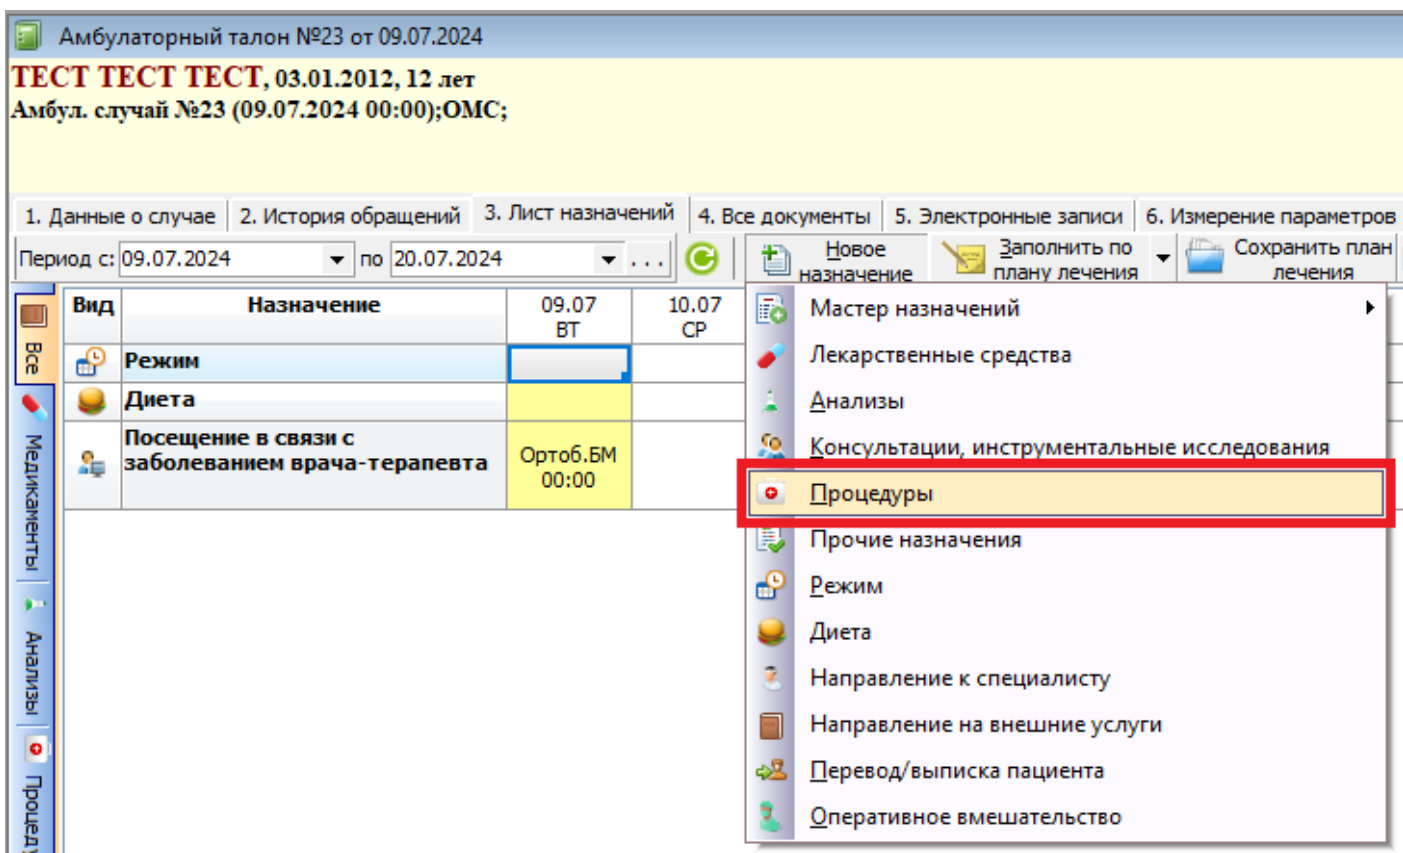 Амбулаторный талон №23 от 09.07.2024
ТЕСТ ТЕСТ ТЕСТ, 03.01.2012, 12 лет
Амбул. случай №23 (09.07.2024 00:00);ОМС;
1. Данные о случае 2. История обращений 3. Лист назначений 4. Все документы 5. Электронные записи 6. Измерение параметров
Период с: 09.07.2024 по 20.07.2024 ...
Новое
назначение
Заполнить по
плану лечения
Сохранить план
лечения
Все
Медикаменты
Анализы
Вид Назначение 09.07 10.07
ВТ СР
Режим
Диета
Посещение в связи с
заболеванием врача-терапевта
Ортоб.БМ
00:00
Мастер назначений
Лекарственные средства
Анализы
Консультации, инструментальные исследования
Процедуры
Прочие назначения
Режим
Диета
Направление к специалисту
Направление на внешние услуги
Перевод/выписка пациента
Оперативное вмешательство